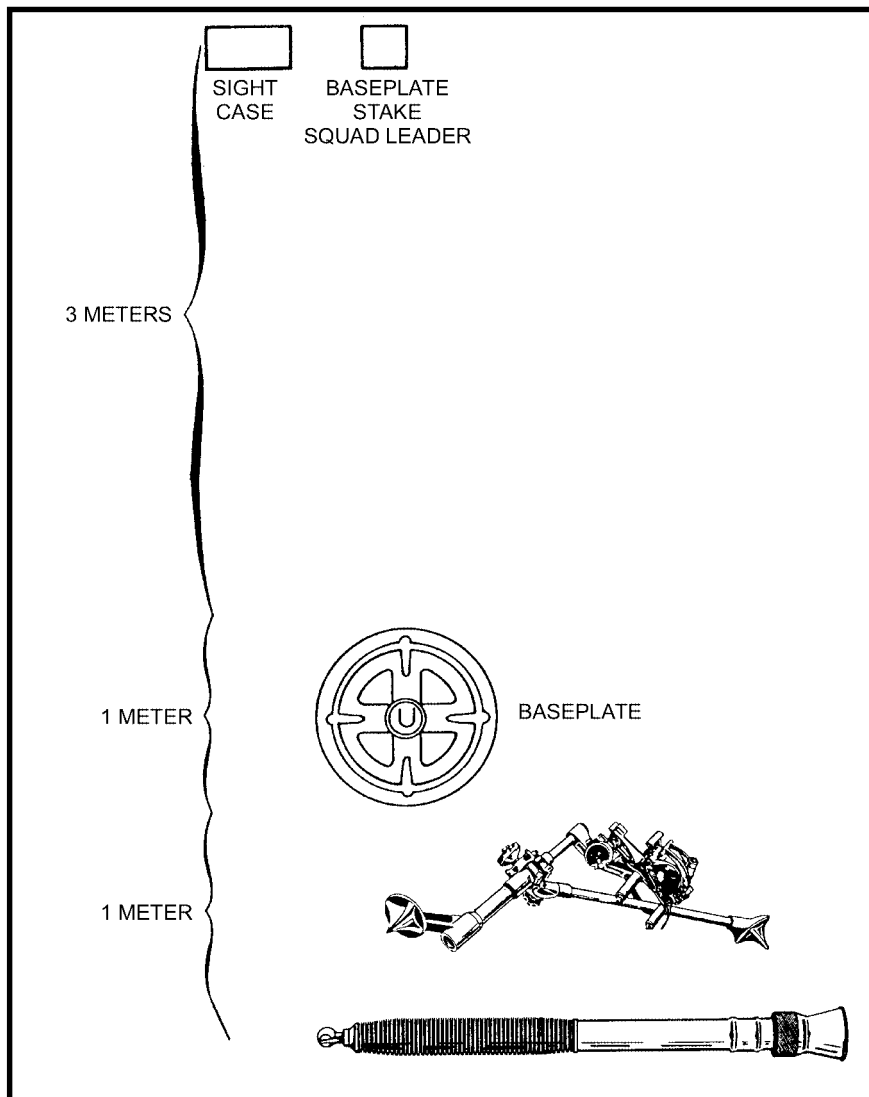 SIGHT
CASE
BASEPLATE
STAKE
SQUAD LEADER
3 METERS
1 METER
U
BASEPLATE
1 METER